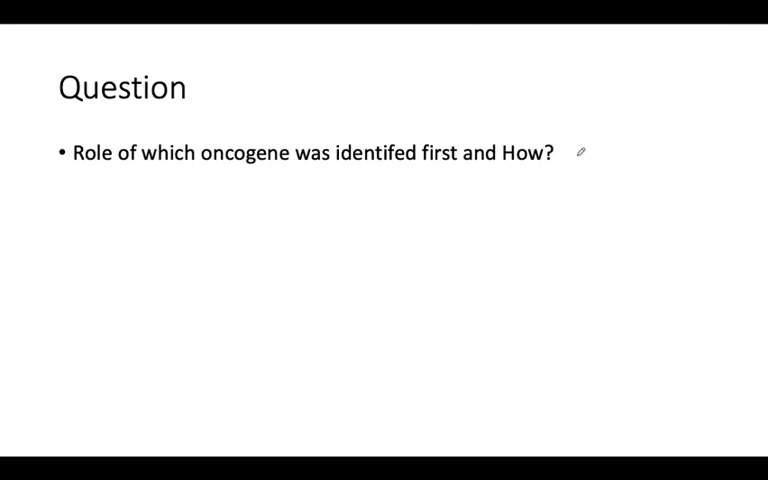 Question
• Role of which oncogene was identifed first and How?